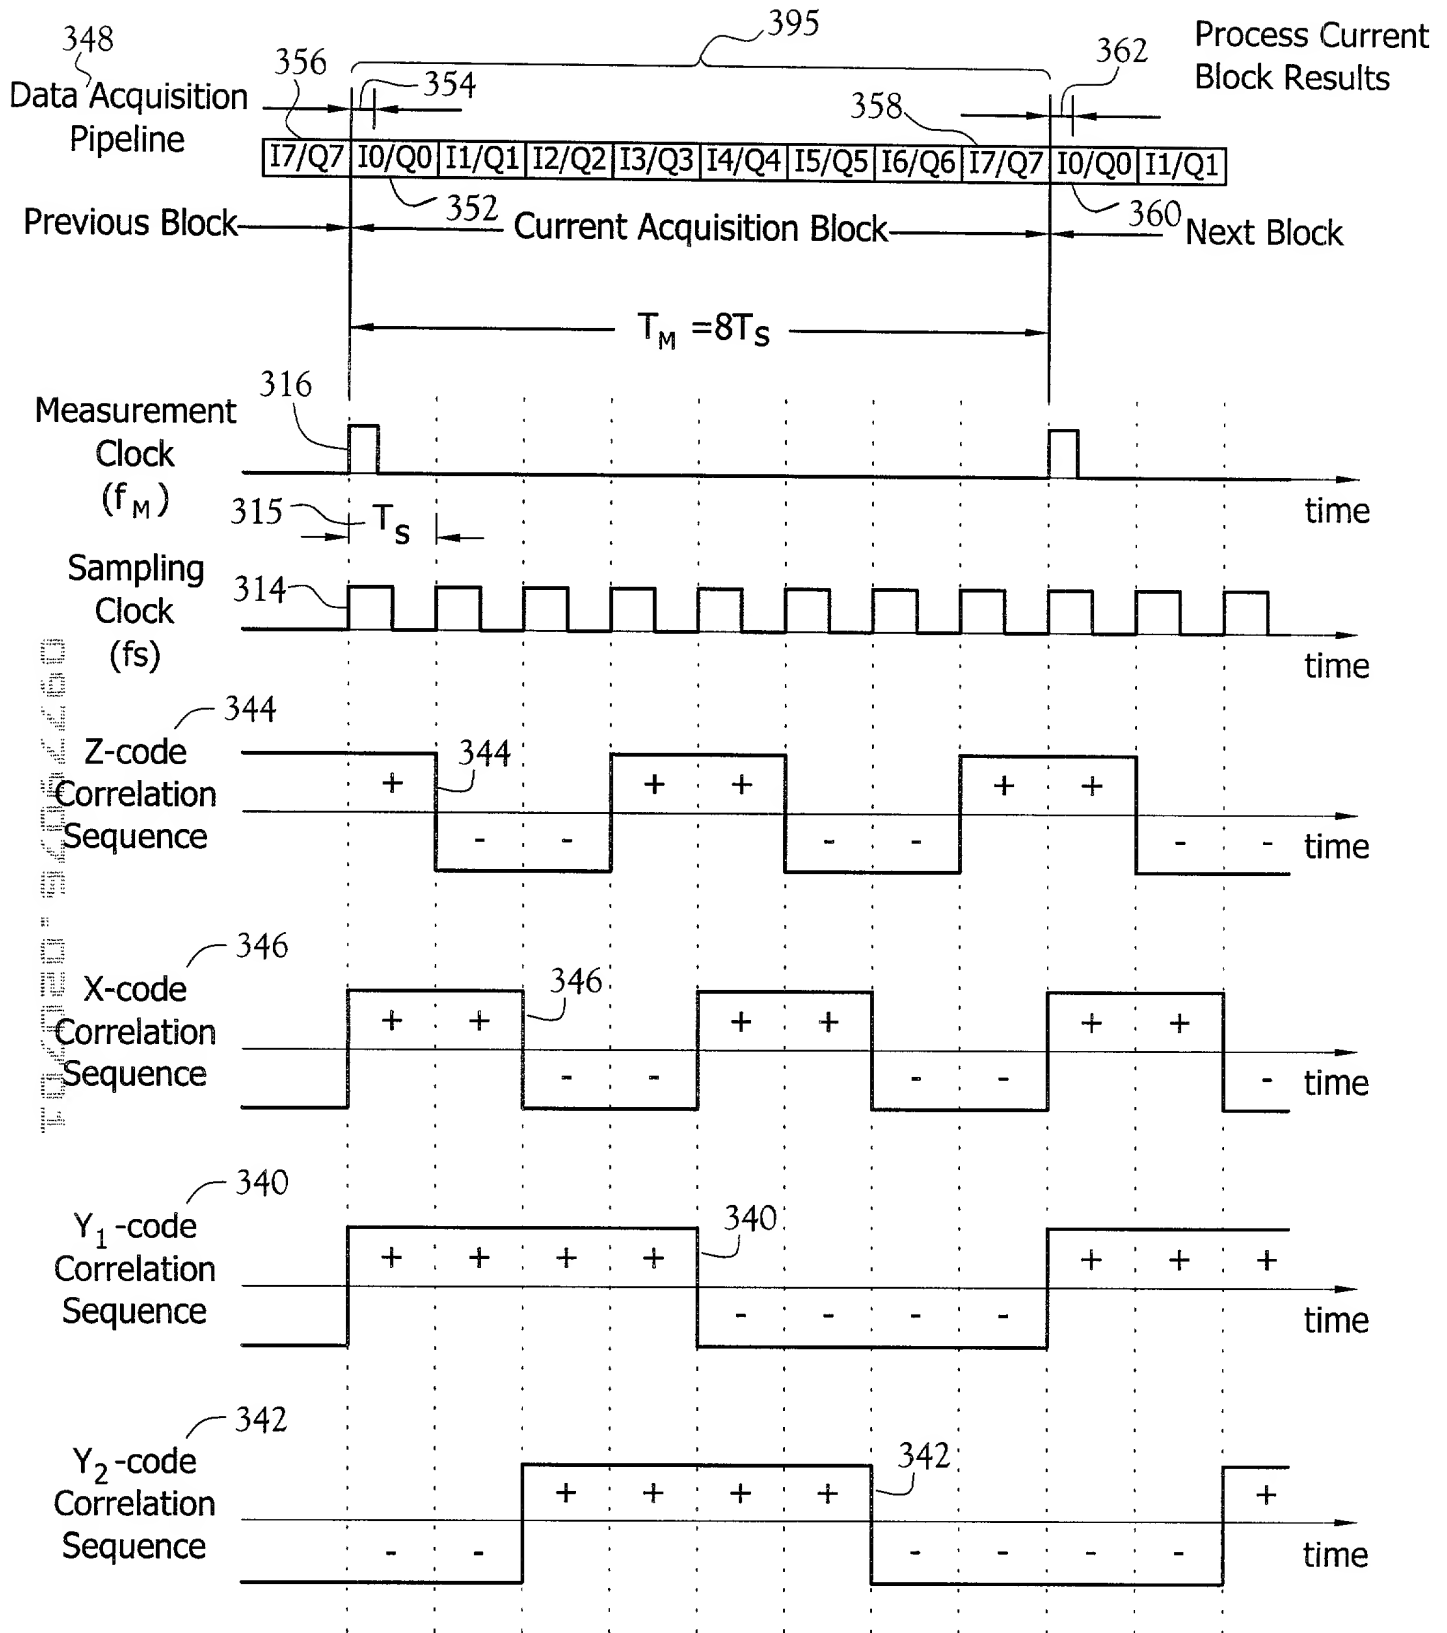 395
348
356
354
362
Process Current
Block Results
Data Acquisition
Pipeline
358
I7/Q7 I0/Q0 I1/Q1 I2/Q2 I3/Q3 I4/Q4 I5/Q5 I6/Q6 I7/Q7 I0/Q0 I1/Q1
352
360
Previous Block
Current Acquisition Block
Next Block
TM =8TS
316
Measurement
Clock
(fM)
time
315
TS
Sampling
Clock
(fs)
314
time
344
Z-code
Correlation
Sequence
344
+ + + + +
- - - - - -
time
346
X-code
Correlation
Sequence
346
+ + + + + +
- - - - -
time
340
Y1-code
Correlation
Sequence
340
+ + + + + + +
- - - -
time
342
Y2-code
Correlation
Sequence
342
+ + + + +
- - - - - -
time